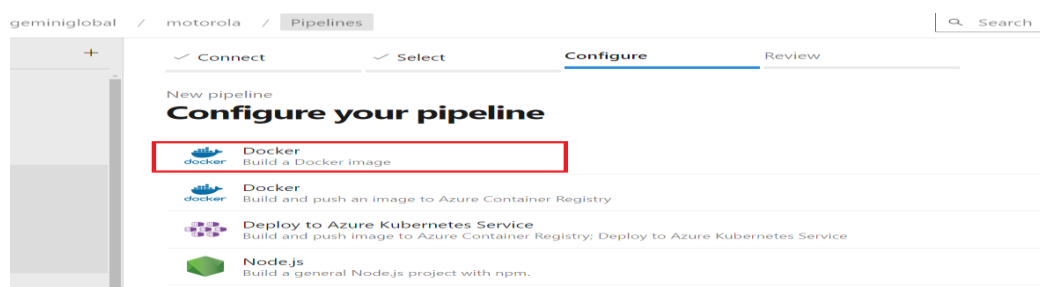 geminiglobal / motorola / Pipelines
Search
+
Connect
Select
Configure
Review
New pipeline
Configure your pipeline
docker
Docker
Build a Docker image
docker
Docker
Build and push an image to Azure Container Registry
Deploy to Azure Kubernetes Service
Build and push image to Azure Container Registry; Deploy to Azure Kubernetes Service
Node.js
Build a general Node.js project with npm.